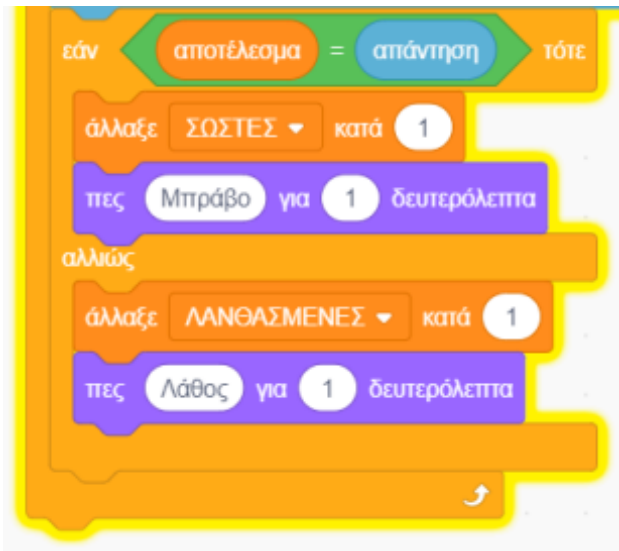 εάν αποτέλεσμα = απάντηση τότε
άλλαξε ΣΩΣΤΕΣ κατά 1
πες Μπράβο για 1 δευτερόλεπτα
αλλιώς
άλλαξε ΛΑΝΘΑΣΜΕΝΕΣ κατά 1
πες Λάθος για 1 δευτερόλεπτα